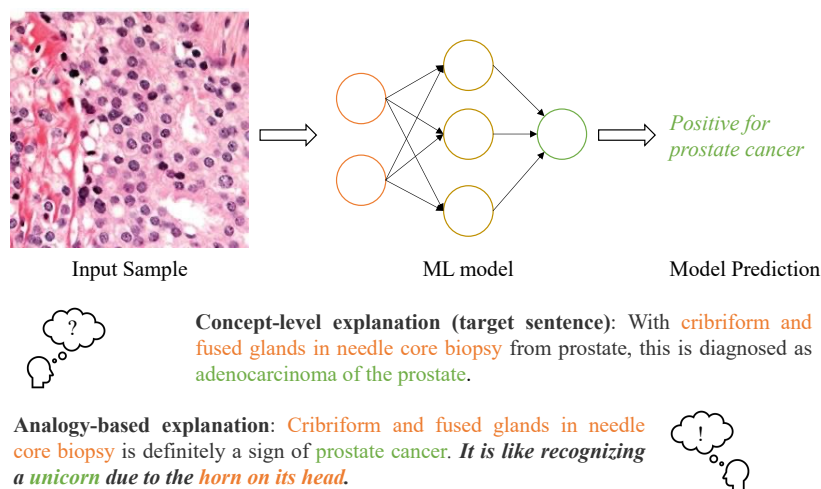 Positive for
prostate cancer
Input Sample
ML model
Model Prediction
?
Concept-level explanation (target sentence): With cribriform and
fused glands in needle core biopsy from prostate, this is diagnosed as
adenocarcinoma of the prostate.
Analogy-based explanation: Cribriform and fused glands in needle
core biopsy is definitely a sign of prostate cancer. It is like recognizing
a unicorn due to the horn on its head.
!